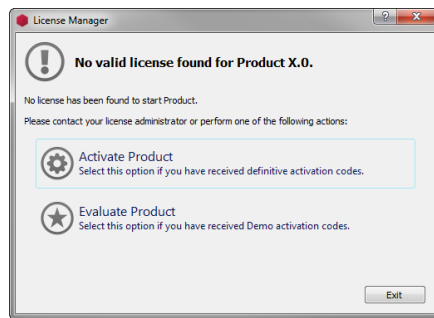 License Manager
No valid license found for Product X.0.
No license has been found to start Product.
Please contact your license administrator or perform one of the following actions:
Activate Product
Select this option if you have received definitive activation codes.
Evaluate Product
Select this option if you have received Demo activation codes.
Exit